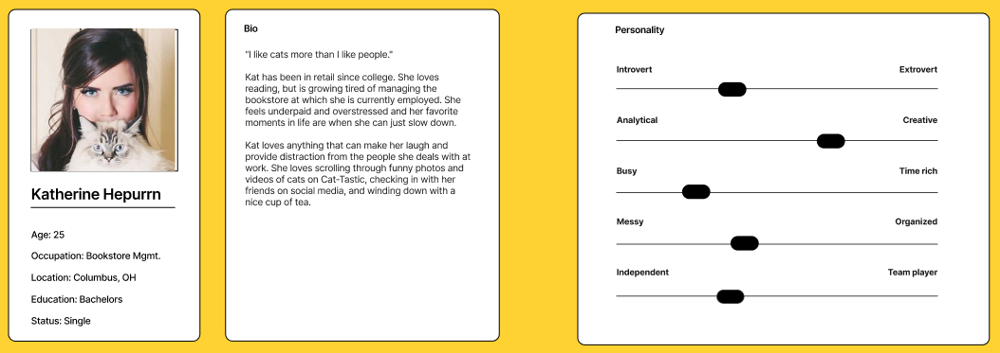 Katherine Hepurrn
Age: 25
Occupation: Bookstore Mgmt.
Location: Columbus, OH
Education: Bachelors
Status: Single
Bio
"I like cats more than I like people."
Kat has been in retail since college. She loves
reading, but is growing tired of managing the
bookstore at which she is currently employed. She
feels underpaid and overstressed and her favorite
moments in life are when she can just slow down.
Kat loves anything that can make her laugh and
provide distraction from the people she deals with at
work. She loves scrolling through funny photos and
videos of cats on Cat-Tastic, checking in with her
friends on social media, and winding down with a
nice cup of tea.
Personality
Introvert Extrovert
Analytical Creative
Busy Time rich
Messy Organized
Independent Team player